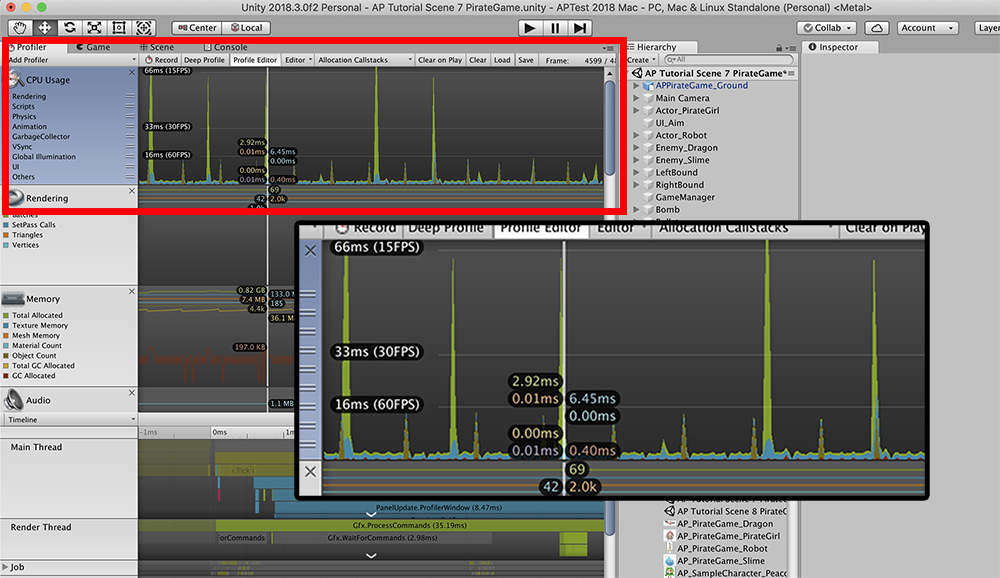 Unity 2018.3.0f2 Personal - AP Tutorial Scene 7 PirateGame.unity - APTest 2018 Mac - PC, Mac & Linux Standalone (Personal) <Metal>
Center Local Collab Account Layer
Profiler Game Scene Console Hierarchy Inspector
Add Profiler Record Deep Profile Profile Editor Editor Allocation Callstacks Clear on Play Clear Load Save Frame: 4599 / 48 Create All
CPU Usage
Rendering
Scripts
Physics
Animation
GarbageCollector
VSync
Global Illumination
UI
Others
66ms (15FPS)
33ms (30FPS)
16ms (60FPS)
2.92ms
0.01ms 6.45ms
0.00ms
0.00ms
0.01ms 0.40ms
Rendering
69
42 2.0k
Batches
SetPass Calls
Triangles
Vertices
Memory
Total Allocated
Texture Memory
Mesh Memory
Material Count
Object Count
Total GC Allocated
GC Allocated
0.82 GB
7.4 MB 133.0 M
185
4.4k
36.1 M
197.0 KB
Audio
1.1 MB
Timeline
-1ms 0ms 1m
Main Thread
r.Tick (
PanelUpdate.ProfilerWindow (8.47ms)
Render Thread
Gfx.ProcessCommands (35.19ms)
orCommands Gfx.WaitForCommands (2.98ms)
Job
AP Tutorial Scene 7 PirateGame*
APPirateGame_Ground
Main Camera
Actor_PirateGirl
UI_Aim
Actor_Robot
Enemy_Dragon
Enemy_Slime
LeftBound
RightBound
GameManager
Bomb
Record Deep Profile Profile Editor Editor Allocation Callstacks Clear on Play
66ms (15FPS)
33ms (30FPS)
16ms (60FPS)
2.92ms
0.01ms 6.45ms
0.00ms
0.00ms
0.01ms 0.40ms
69
42 2.0k
AP Tutorial Scene 7 Pirate
AP Tutorial Scene 8 PirateG
AP_PirateGame_Dragon
AP_PirateGame_PirateGirl
AP_PirateGame_Robot
AP_PirateGame_Slime
AP_SampleCharacter_Peaco